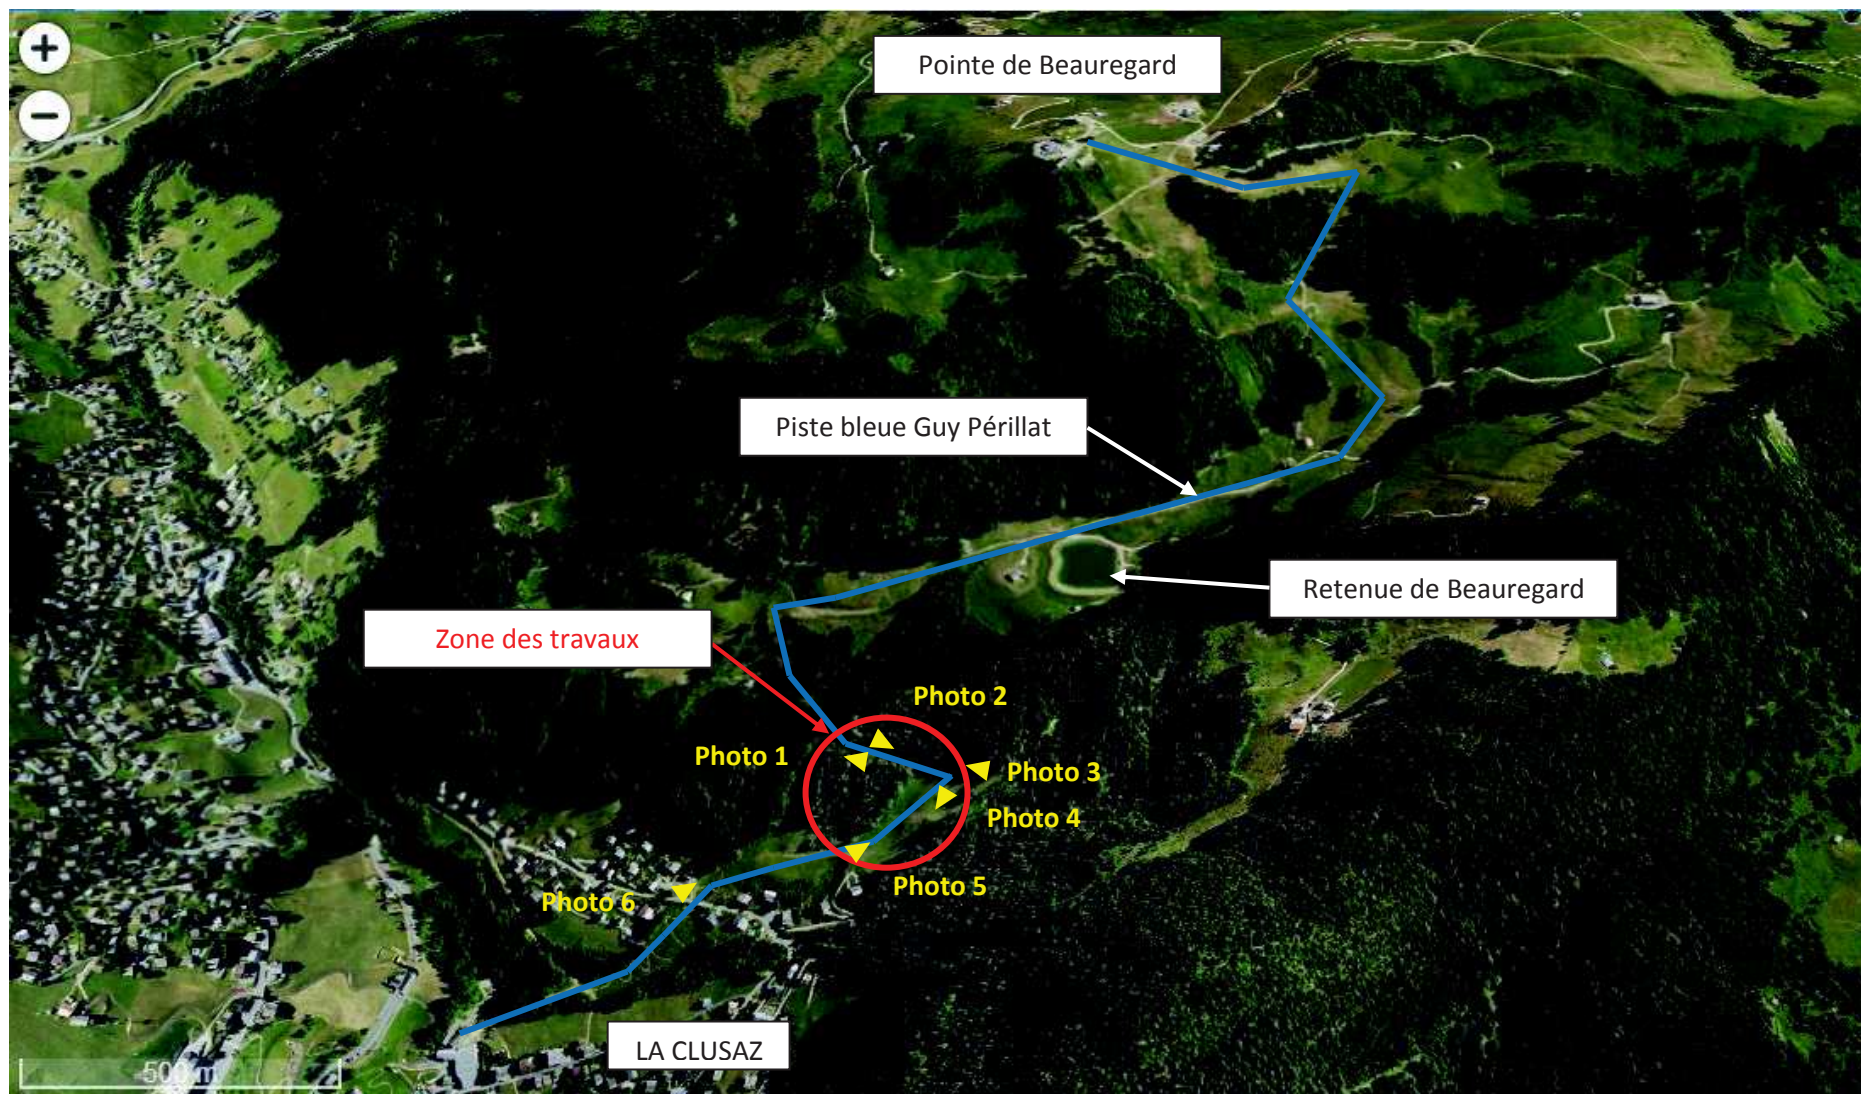 +
−
Pointe de Beauregard
Piste bleue Guy Périllat
Retenue de Beauregard
Zone des travaux
Photo 2
Photo 1
Photo 3
Photo 4
Photo 5
Photo 6
LA CLUSAZ
500 m